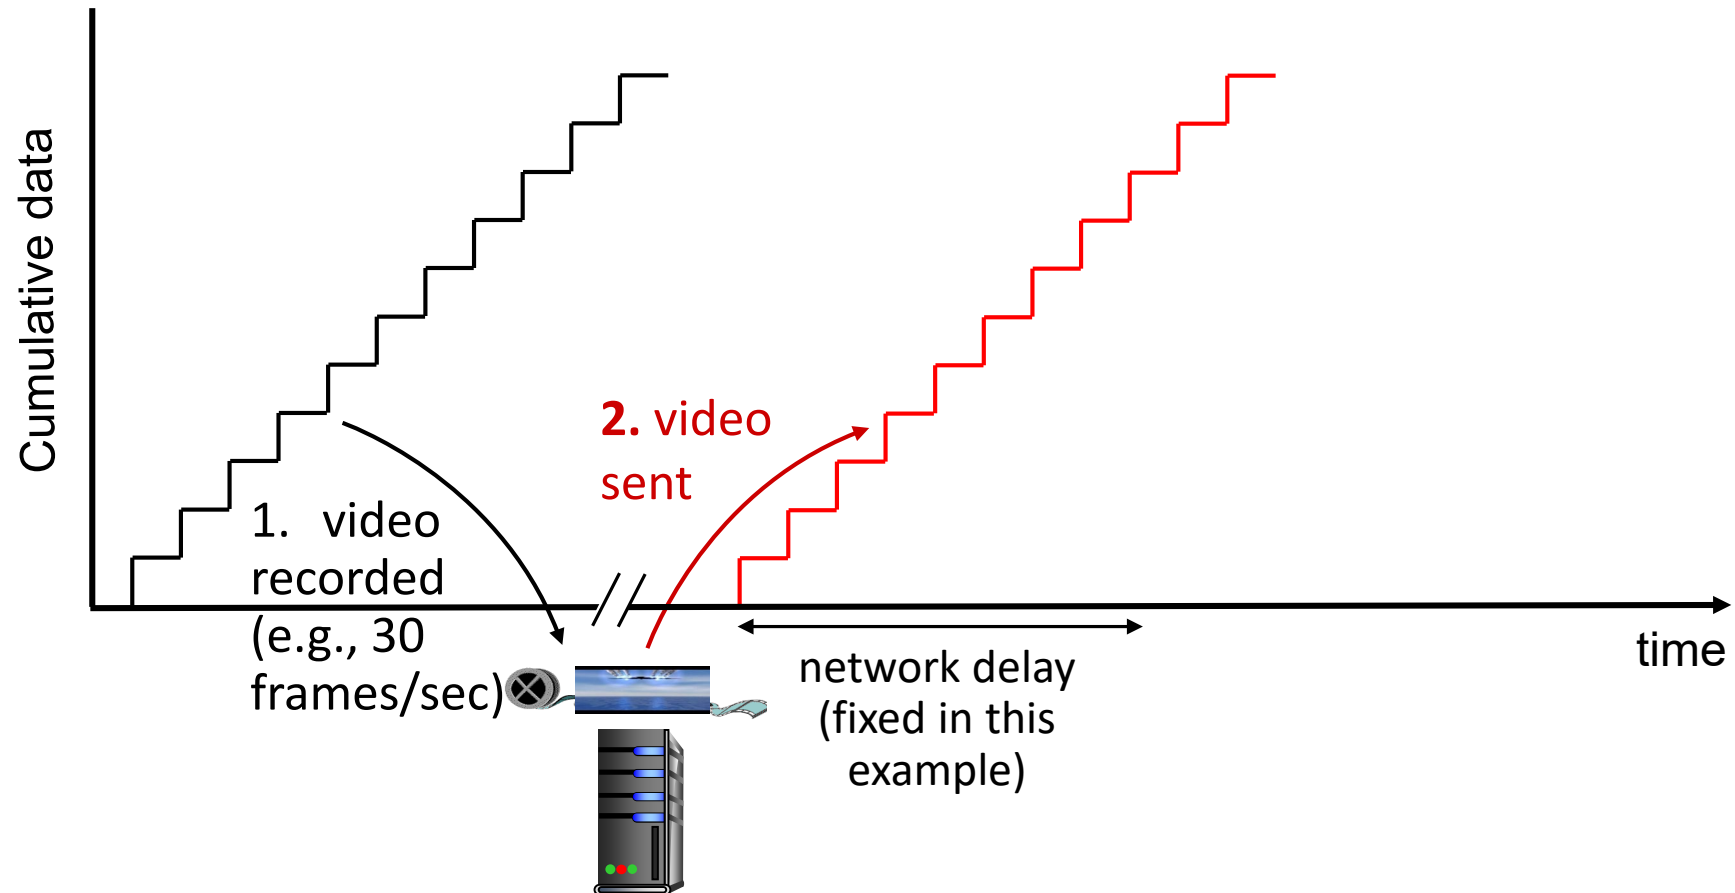 Cumulative data
1. video
recorded
(e.g., 30
frames/sec)
2. video
sent
network delay
(fixed in this
example)
time